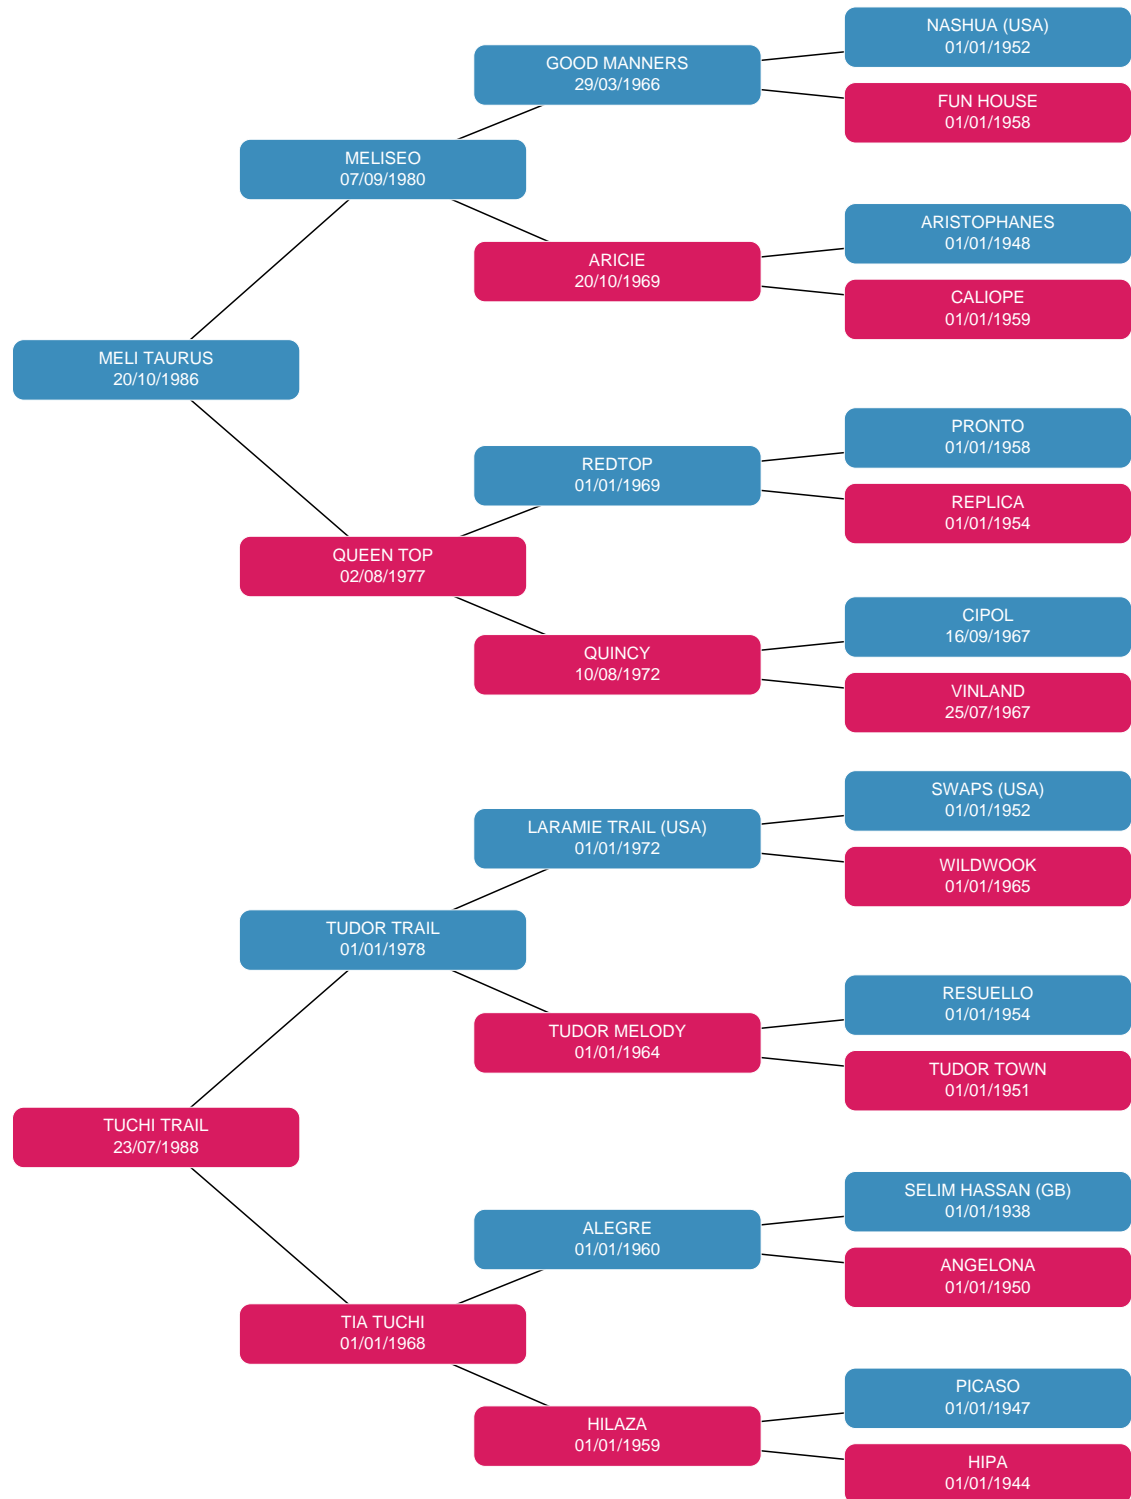 NASHUA (USA)
01/01/1952
GOOD MANNERS
29/03/1966
FUN HOUSE
01/01/1958
MELISEO
07/09/1980
ARISTOPHANES
01/01/1948
ARICIE
20/10/1969
CALIOPE
01/01/1959
MELI TAURUS
20/10/1986
PRONTO
01/01/1958
REDTOP
01/01/1969
REPLICA
01/01/1954
QUEEN TOP
02/08/1977
CIPOL
16/09/1967
QUINCY
10/08/1972
VINLAND
25/07/1967
SWAPS (USA)
01/01/1952
LARAMIE TRAIL (USA)
01/01/1972
WILDWOOK
01/01/1965
TUDOR TRAIL
01/01/1978
RESUELLO
01/01/1954
TUDOR MELODY
01/01/1964
TUDOR TOWN
01/01/1951
TUCHI TRAIL
23/07/1988
SELIM HASSAN (GB)
01/01/1938
ALEGRE
01/01/1960
ANGELONA
01/01/1950
TIA TUCHI
01/01/1968
PICASO
01/01/1947
HILAZA
01/01/1959
HIPA
01/01/1944